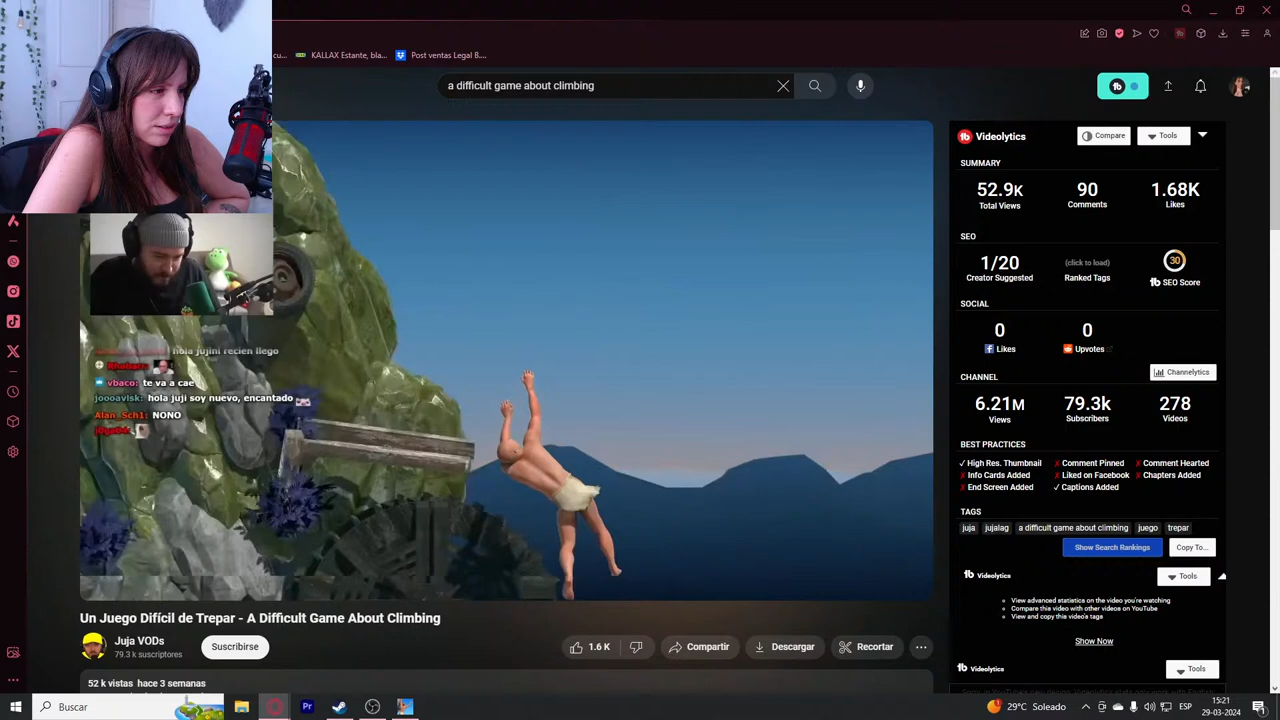 cu...
KALLAX Estante, bla...
Post ventas Legal B...
a difficult game about climbing
tb
Videolytics
Compare
Tools
SUMMARY
52.9K
90
1.68K
Total Views
Comments
Likes
SEO
1/20
(click to load)
30
Creator Suggested
Ranked Tags
tb SEO Score
SOCIAL
0
0
Likes
Upvotes
CHANNEL
Channelytics
6.21M
79.3k
278
Views
Subscribers
Videos
BEST PRACTICES
✓ High Res. Thumbnail
✗ Comment Pinned
✗ Comment Hearted
✗ Info Cards Added
✗ Liked on Facebook
✗ Chapters Added
✗ End Screen Added
✓ Captions Added
TAGS
juja
jujalag
a difficult game about climbing
juego
trepar
Show Search Rankings
Copy To...
tb Videolytics
Tools
View advanced statistics on the video you're watching
Compare this video with other videos on YouTube
View and copy this video's tags
Show Now
tb Videolytics
Tools
hola jujini recien llego
vbaco: te va a cae
joooavisk: hola juji soy nuevo, encantado
Alan_Sch1: NONO
Un Juego Difícil de Trepar - A Difficult Game about Climbing
Juja VODs
79.3 k suscriptores
Suscribirse
1.6 K
Compartir
Descargar
Recortar
52 k vistas hace 3 semanas
Buscar
Pr
29°C Soleado
ESP
15:21
29-03-2024